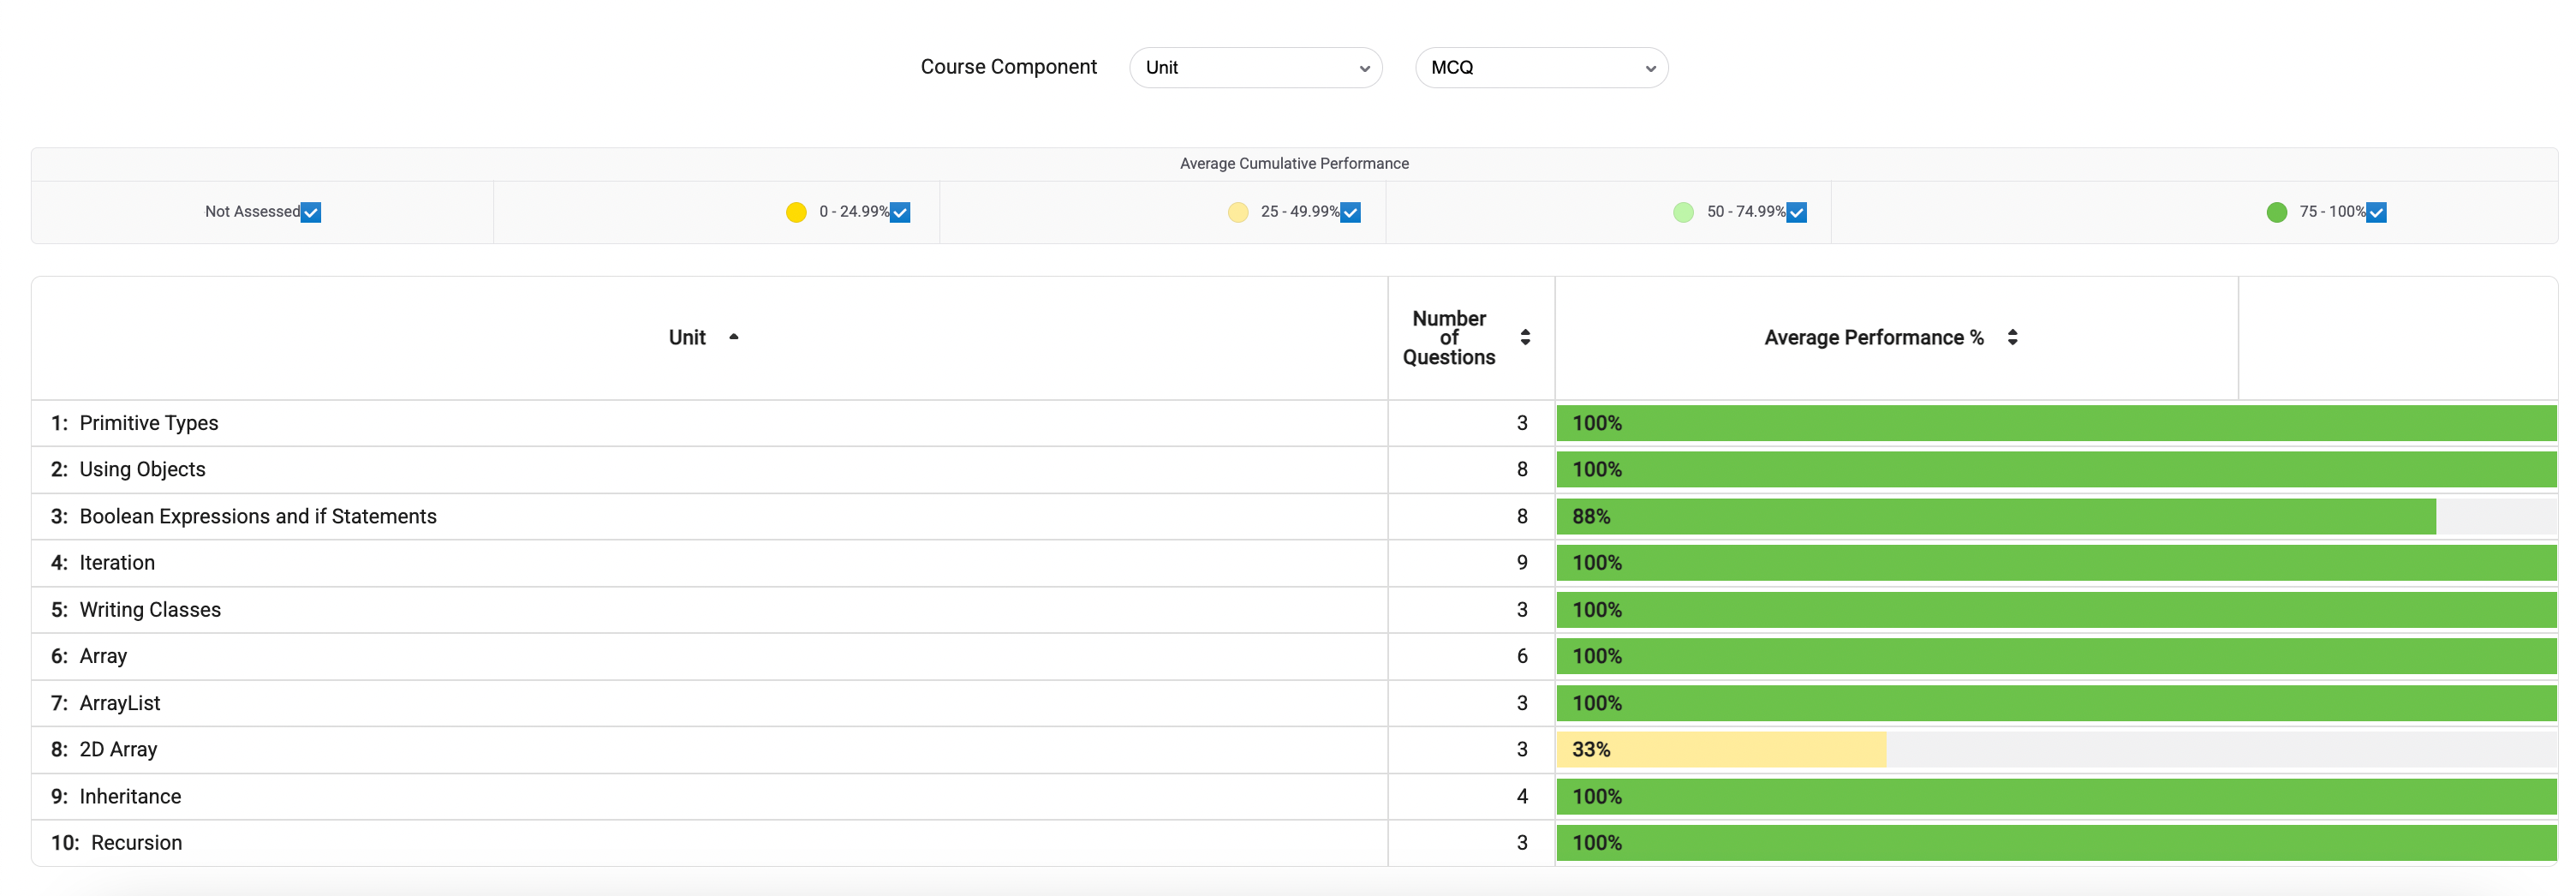 Course Component Unit MCQ
Average Cumulative Performance
Not Assessed 0 - 24.99% 25 - 49.99% 50 - 74.99% 75 - 100%
Unit Number of Questions Average Performance %
1: Primitive Types 3 100%
2: Using Objects 8 100%
3: Boolean Expressions and if Statements 8 88%
4: Iteration 9 100%
5: Writing Classes 3 100%
6: Array 6 100%
7: ArrayList 3 100%
8: 2D Array 3 33%
9: Inheritance 4 100%
10: Recursion 3 100%